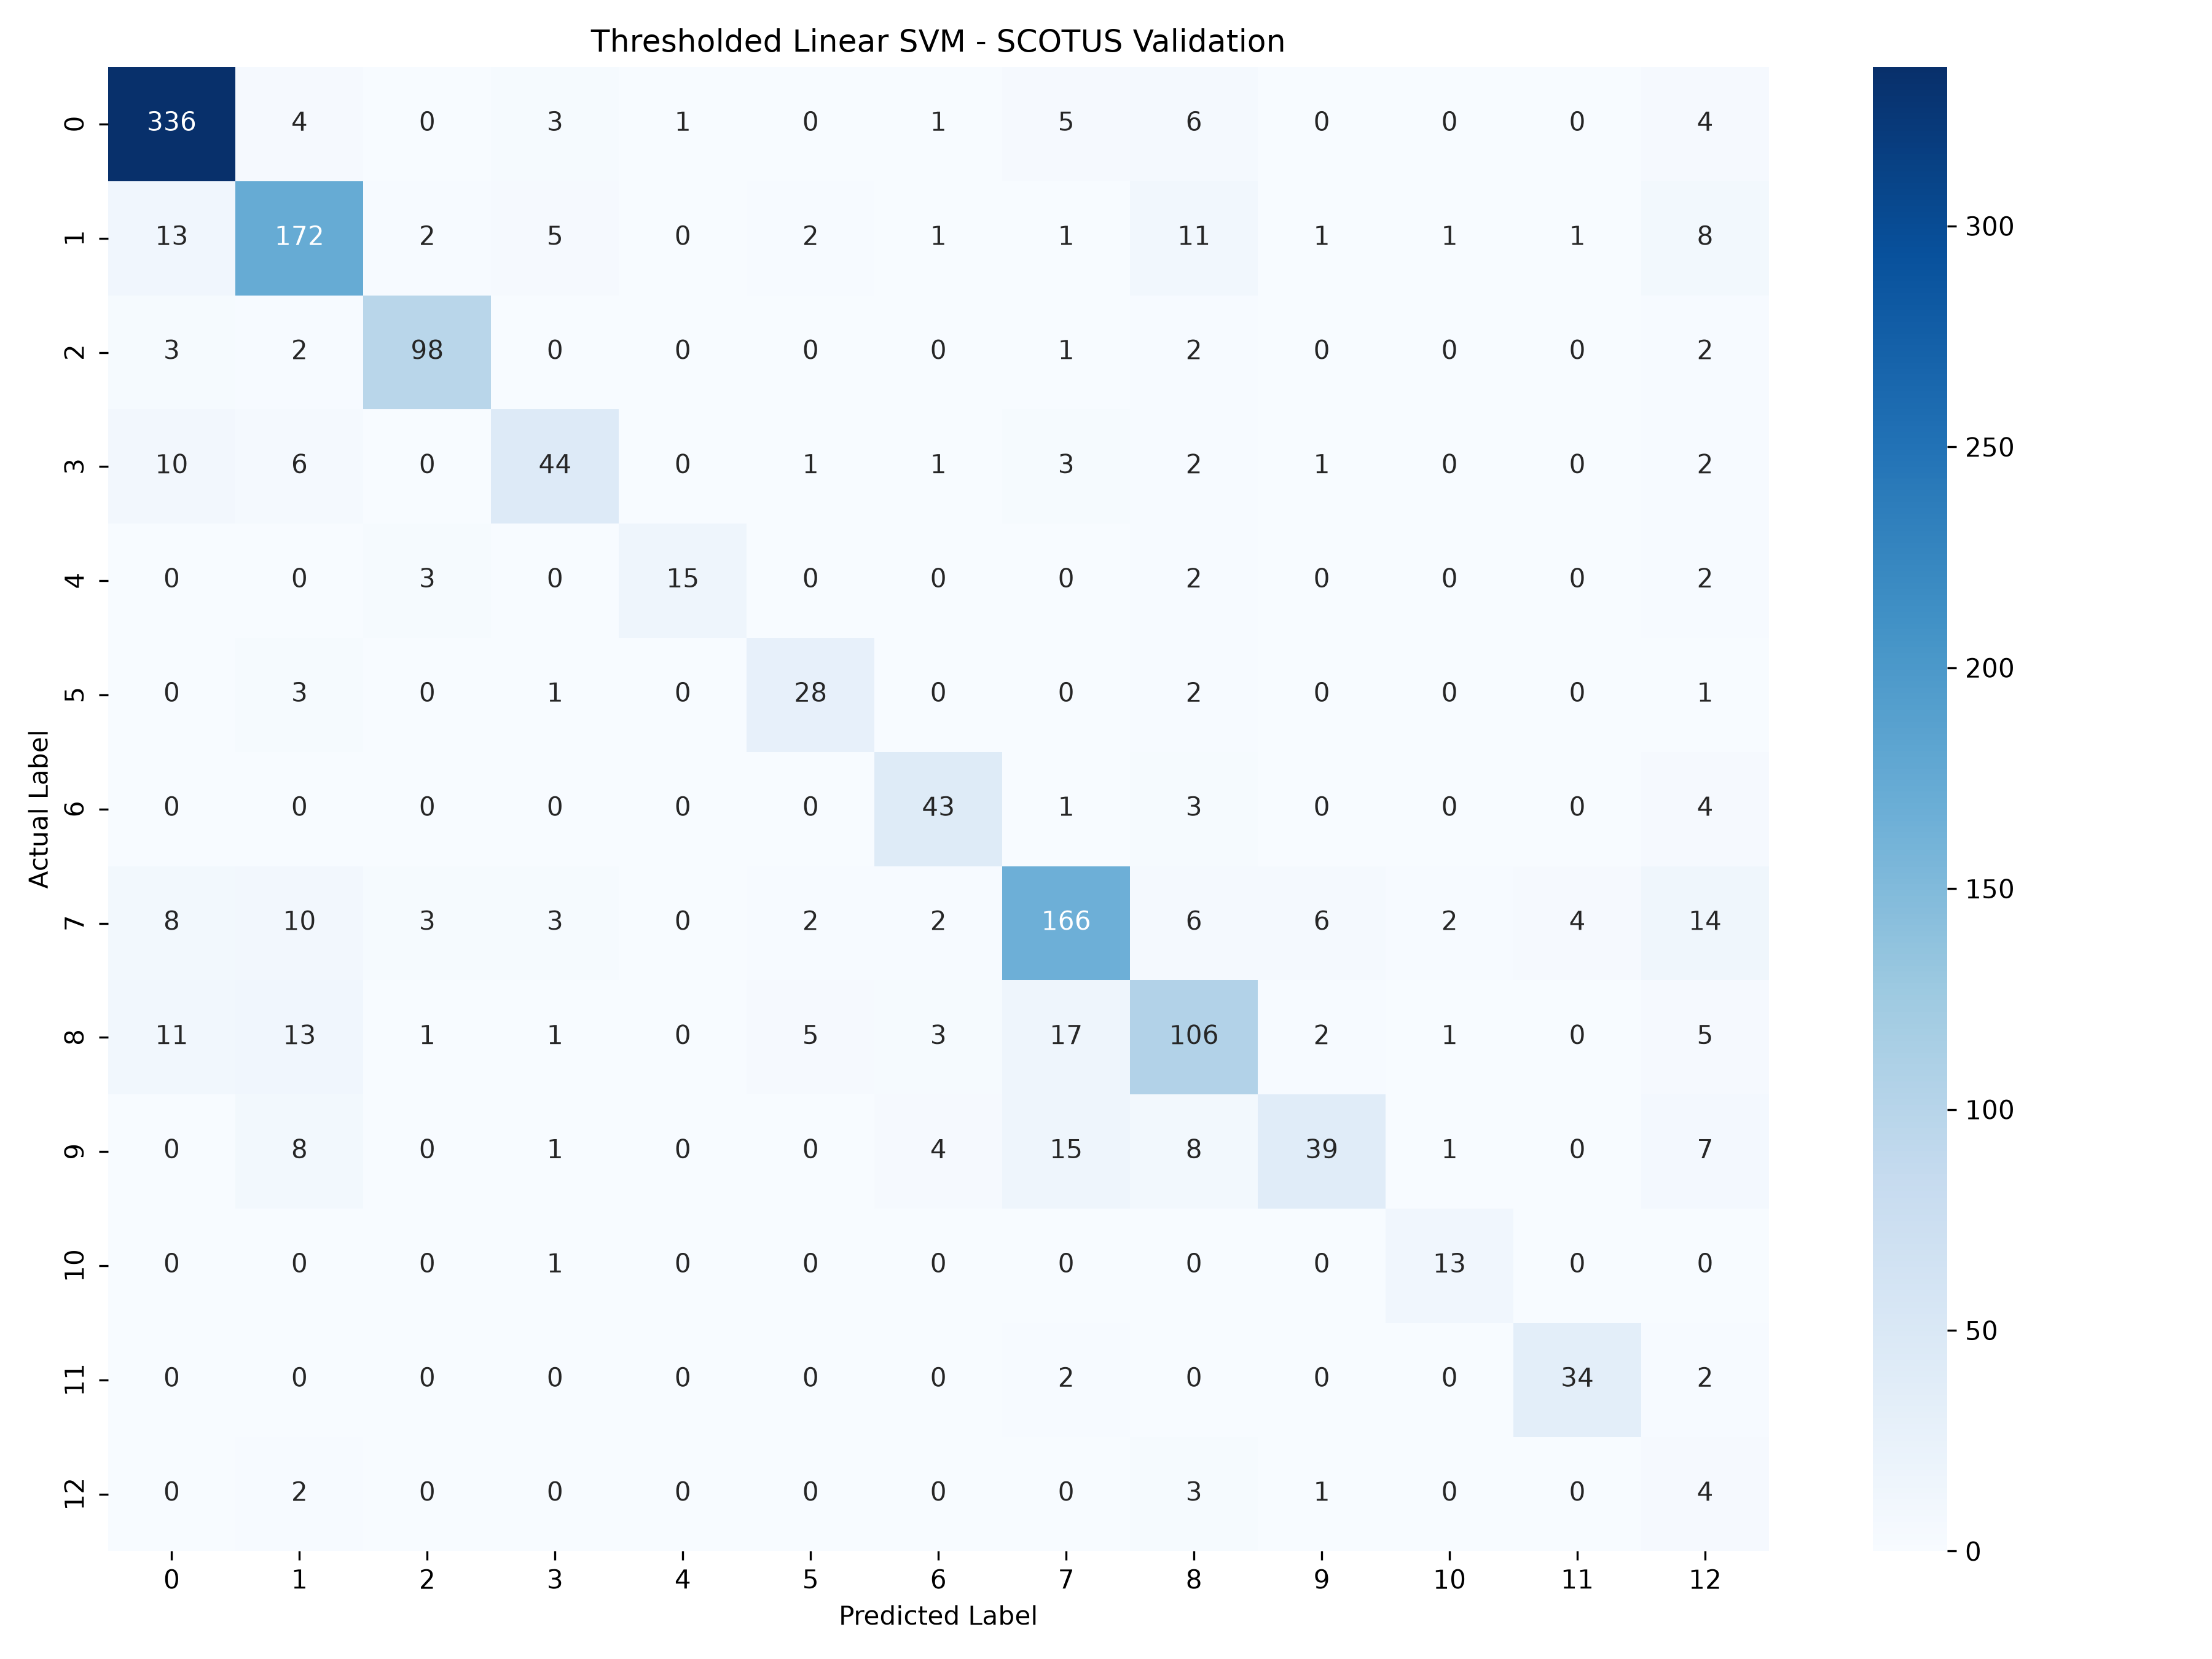 Thresholded Linear SVM - SCOTUS Validation
0 336 4 0 3 1 0 1 5 6 0 0 0 4
1 13 172 2 5 0 2 1 1 11 1 1 1 8
2 3 2 98 0 0 0 0 1 2 0 0 0 2
3 10 6 0 44 0 1 1 3 2 1 0 0 2
4 0 0 3 0 15 0 0 0 2 0 0 0 2
5 0 3 0 1 0 28 0 0 2 0 0 0 1
6 0 0 0 0 0 0 43 1 3 0 0 0 4
7 8 10 3 3 0 2 2 166 6 6 2 4 14
8 11 13 1 1 0 5 3 17 106 2 1 0 5
9 0 8 0 1 0 0 4 15 8 39 1 0 7
10 0 0 0 1 0 0 0 0 0 0 13 0 0
11 0 0 0 0 0 0 0 2 0 0 0 34 2
12 0 2 0 0 0 0 0 0 3 1 0 0 4
0 1 2 3 4 5 6 7 8 9 10 11 12
Predicted Label
Actual Label
300
250
200
150
100
50
0